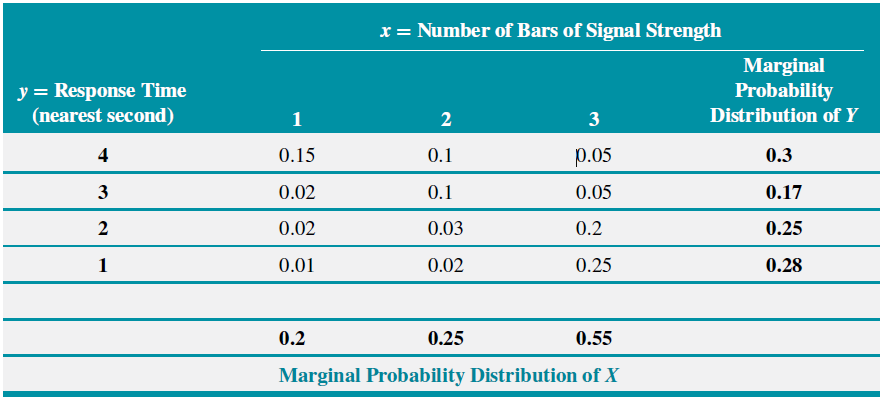 x = Number of Bars of Signal Strength
y = Response Time
(nearest second)
1
2
3
Marginal
Probability
Distribution of Y
4 0.15 0.1 0.05 0.3
3 0.02 0.1 0.05 0.17
2 0.02 0.03 0.2 0.25
1 0.01 0.02 0.25 0.28
0.2 0.25 0.55
Marginal Probability Distribution of X